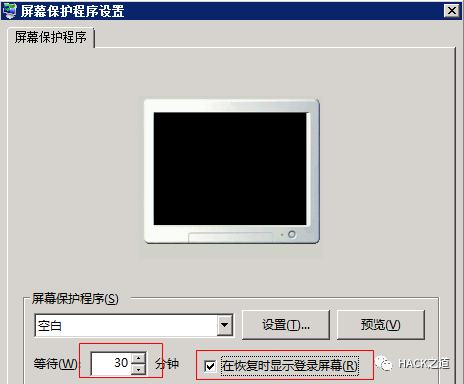 屏幕保护程序设置
屏幕保护程序
屏幕保护程序(S)
空白 设置(T)... 预览(V)
等待(W): 30 分钟 在恢复时显示登录屏幕(R)
HACK之道